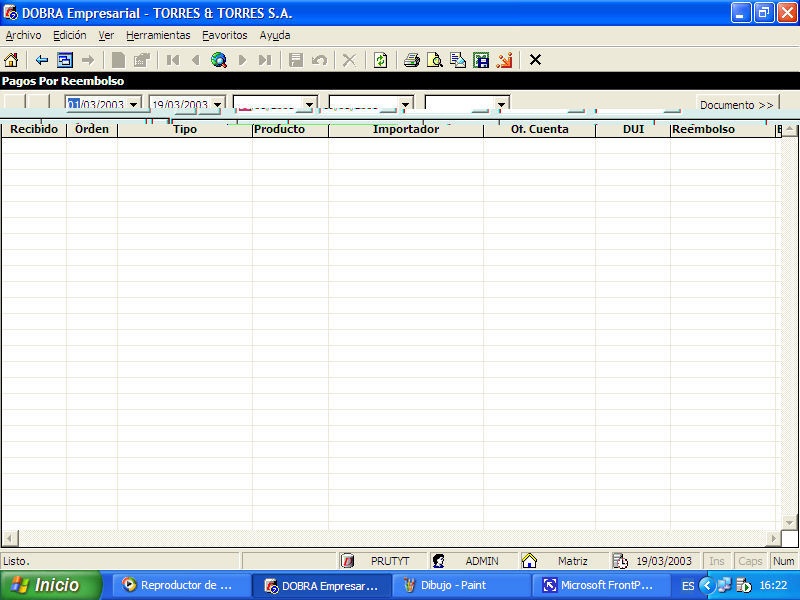 DOBRA Empresarial - TORRES & TORRES S.A.
Archivo Edición Ver Herramientas Favoritos Ayuda
Pagos Por Reembolso
01/03/2003 19/03/2003 Documento >>
Recibido Orden Tipo Producto Importador Of. Cuenta DUI Reembolso
Listo. PRUTYT ADMIN Matriz 19/03/2003 Ins Caps Num
Inicio Reproductor de ... DOBRA Empresar... Dibujo - Paint Microsoft FrontP... ES 16:22